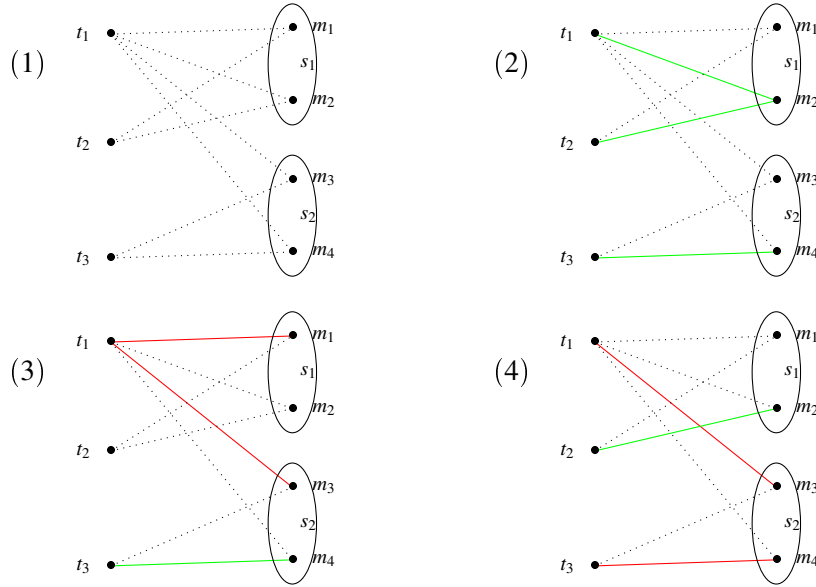 (1)
t₁
t₂
t₃
m₁
s₁
m₂
m₃
s₂
m₄
(2)
t₁
t₂
t₃
m₁
s₁
m₂
m₃
s₂
m₄
(3)
t₁
t₂
t₃
m₁
s₁
m₂
m₃
s₂
m₄
(4)
t₁
t₂
t₃
m₁
s₁
m₂
m₃
s₂
m₄